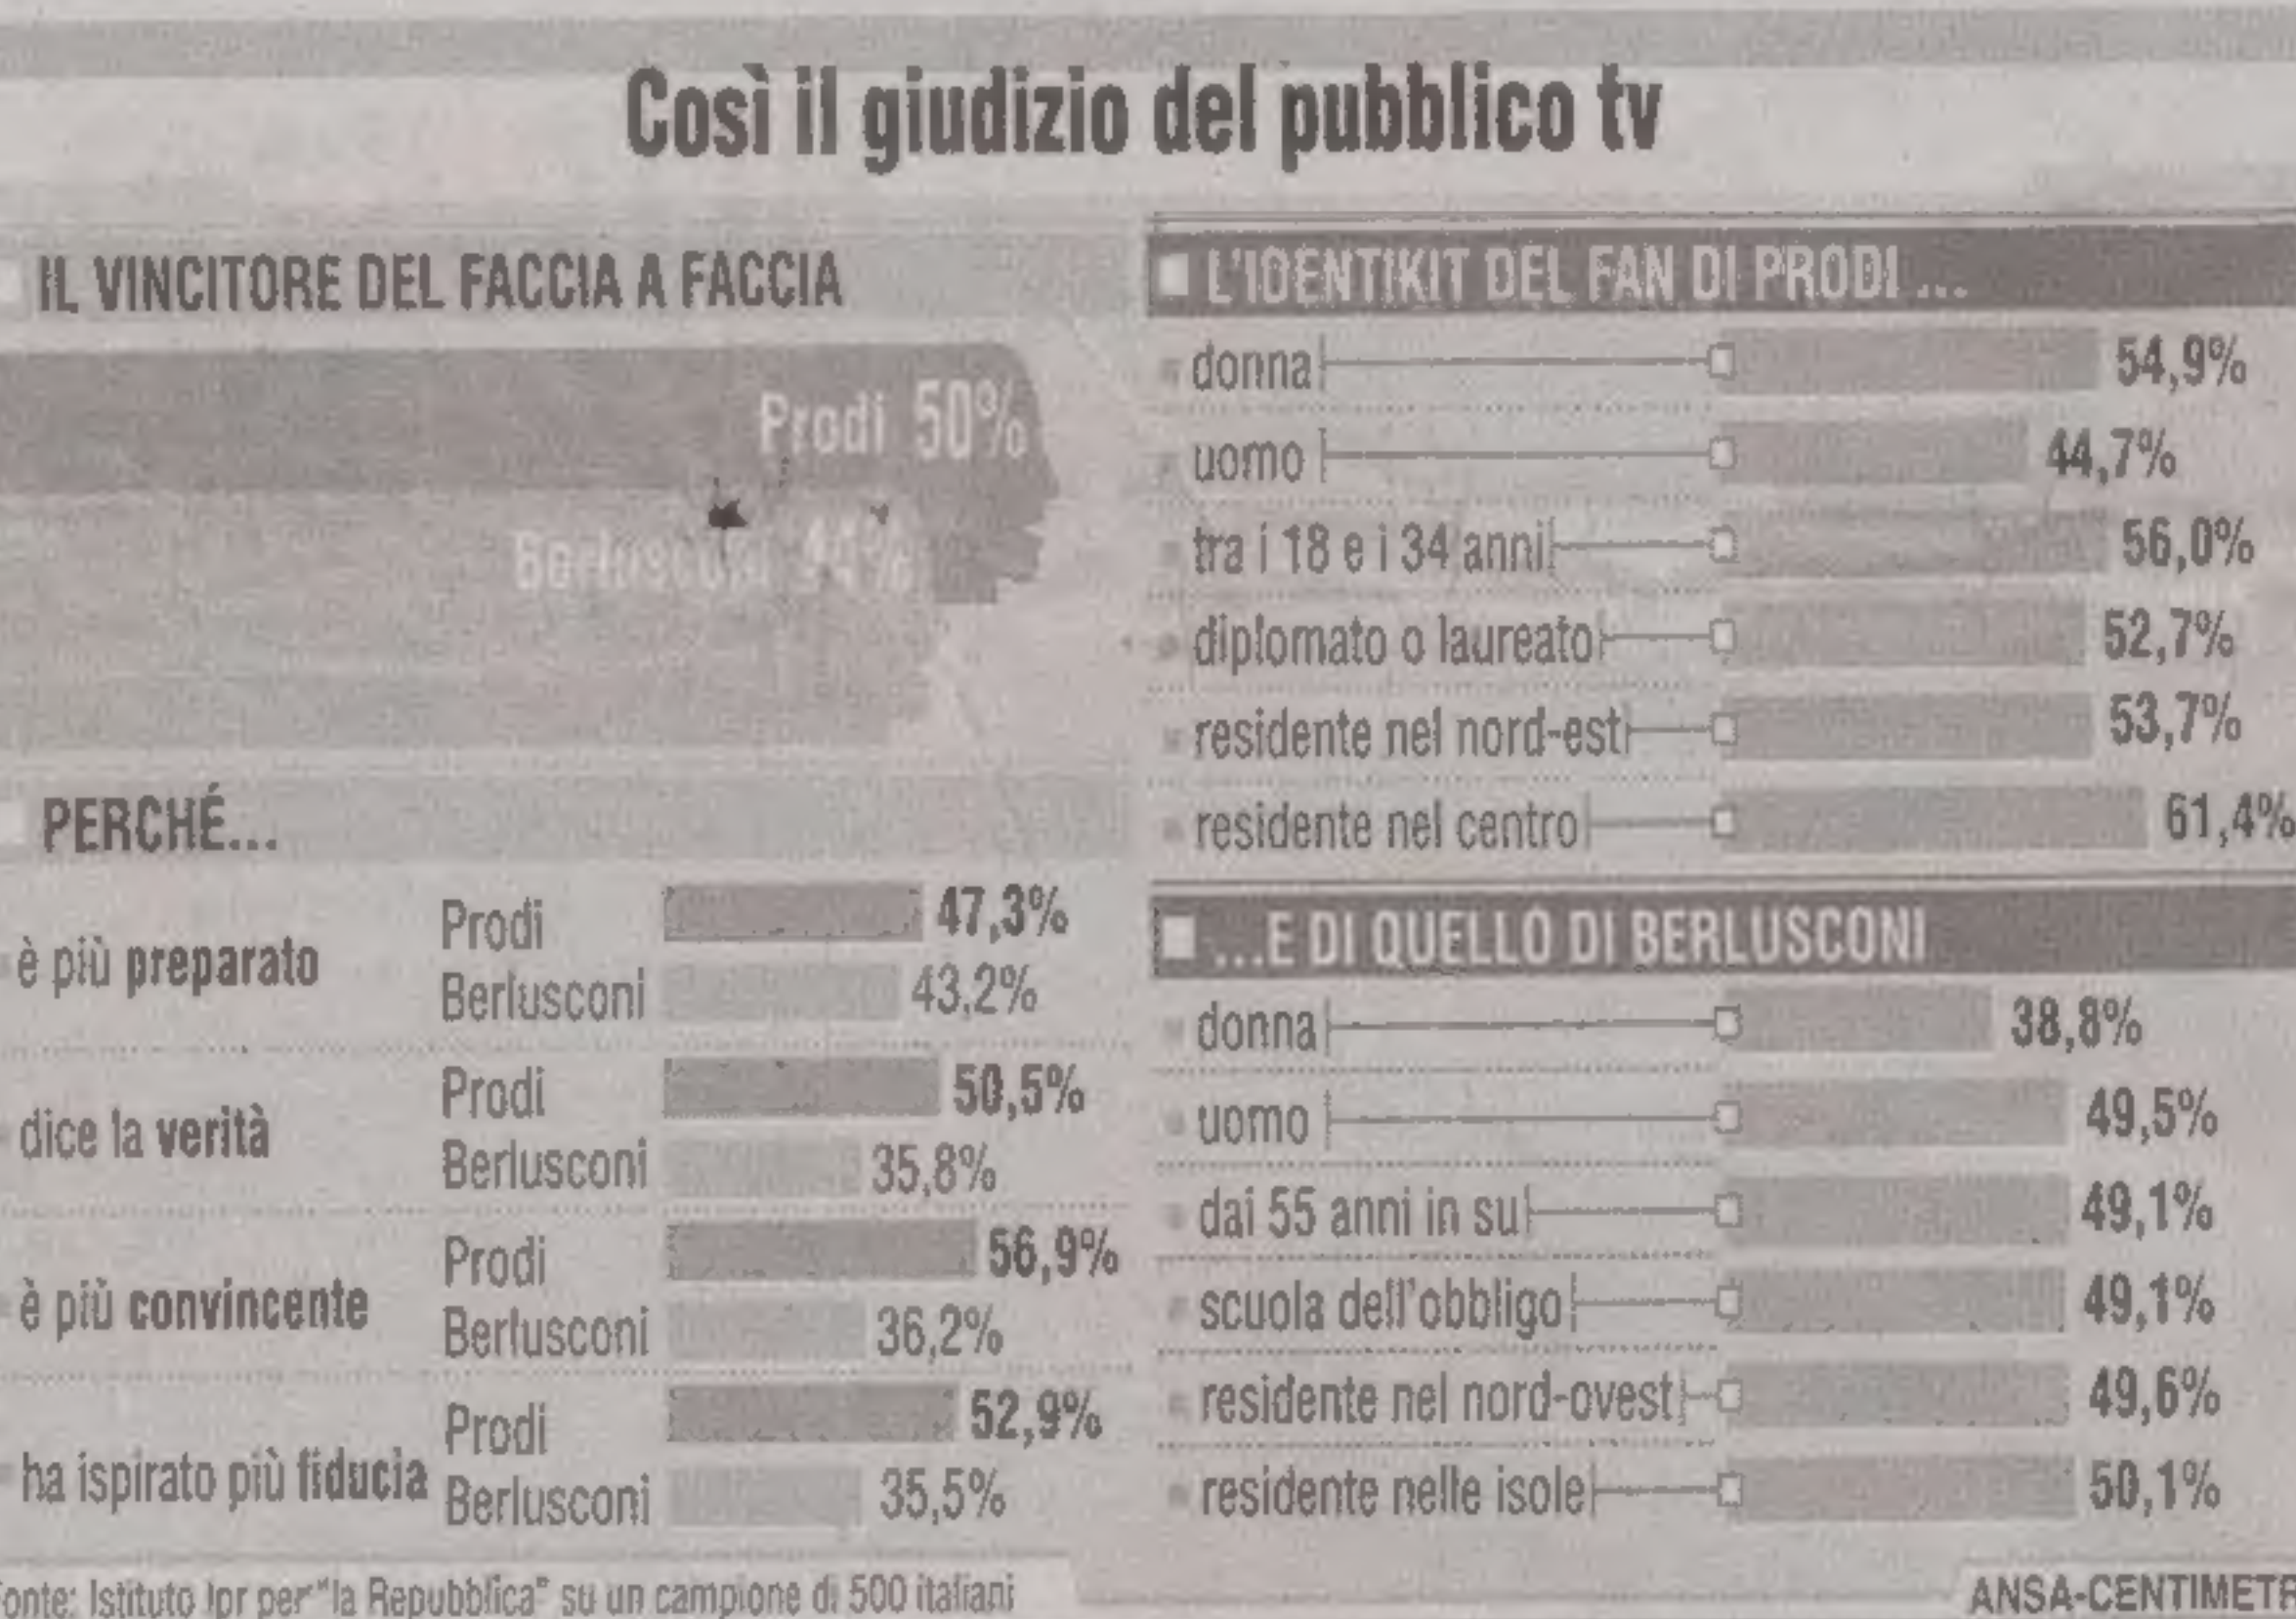 Così il giudizio del pubblico tv
IL VINCITORE DEL FACCIA A FACCIA
Prodi 50%
Berlusconi 44%
PERCHÉ...
è più preparato
Prodi 47,3%
Berlusconi 43,2%
dice la verità
Prodi 50,5%
Berlusconi 35,8%
è più convincente
Prodi 56,9%
Berlusconi 36,2%
ha ispirato più fiducia
Prodi 52,9%
Berlusconi 35,5%
L'IDENTIKIT DEL FAN DI PRODI ...
donna 54,9%
uomo 44,7%
tra i 18 e i 34 anni 56,0%
diplomato o laureato 52,7%
residente nel nord-est 53,7%
residente nel centro 61,4%
...E DI QUELLO DI BERLUSCONI
donna 38,8%
uomo 49,5%
dai 55 anni in su 49,1%
scuola dell'obbligo 49,1%
residente nel nord-ovest 49,6%
residente nelle isole 50,1%
onte: Istituto Ipr per "la Repubblica" su un campione di 500 italiani
ANSA-CENTIMETR